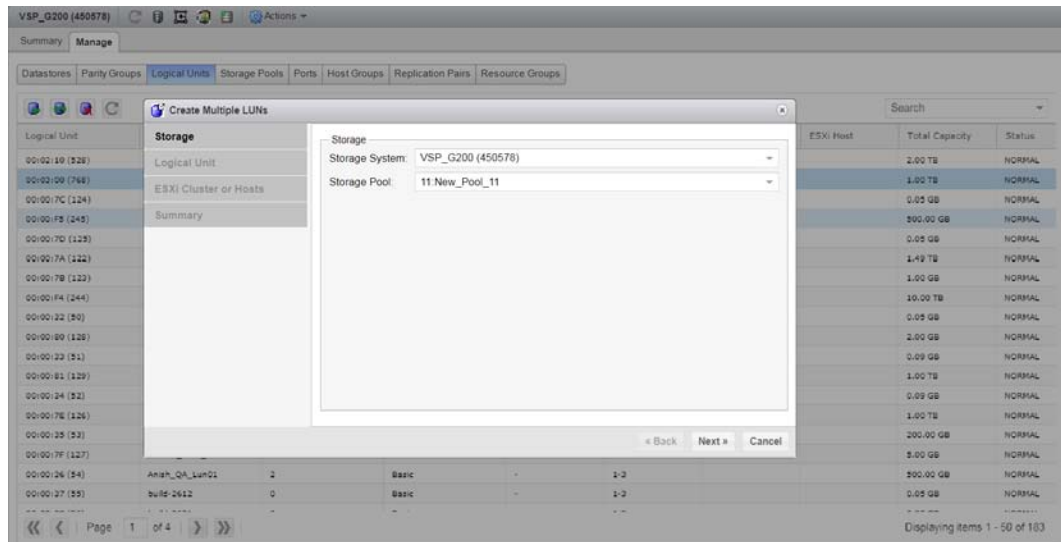 VSP_G200 (450578) Actions
Summary Manage
Datastores Parity Groups Logical Units Storage Pools Ports Host Groups Replication Pairs Resource Groups
Search
Create Multiple LUNs
Logical Unit ESXi Host Total Capacity Status
Storage
Logical Unit
ESXi Cluster or Hosts
Summary
Storage
Storage System: VSP_G200 (450578)
Storage Pool: 11:New_Pool_11
« Back Next » Cancel
00:02:10 (528) 2.00 TB NORMAL
00:03:00 (768) 1.00 TB NORMAL
00:00:7C (124) 0.05 GB NORMAL
00:00:F5 (245) 500.00 GB NORMAL
00:00:7D (125) 0.05 GB NORMAL
00:00:7A (122) 1.49 TB NORMAL
00:00:7B (123) 1.00 GB NORMAL
00:00:F4 (244) 10.00 TB NORMAL
00:00:32 (50) 0.05 GB NORMAL
00:00:80 (128) 2.00 GB NORMAL
00:00:33 (51) 0.09 GB NORMAL
00:00:81 (129) 1.00 TB NORMAL
00:00:34 (52) 0.09 GB NORMAL
00:00:7E (126) 1.00 TB NORMAL
00:00:35 (53) 200.00 GB NORMAL
00:00:7F (127) 5.00 GB NORMAL
00:00:36 (54) Anish_QA_Lun01 2 Basic - 1-3 500.00 GB NORMAL
00:00:37 (55) build-2612 0 Basic - 1-3 0.05 GB NORMAL
Page 1 of 4 Displaying items 1 - 50 of 183